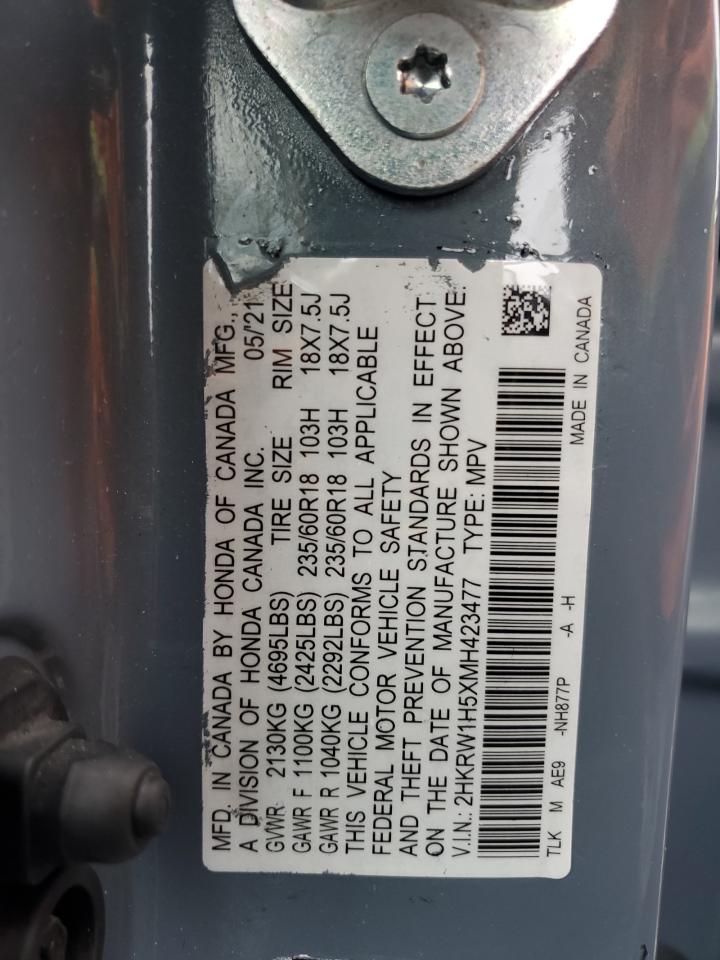 MFD. IN CANADA BY HONDA OF CANADA MFG.,
A DIVISION OF HONDA CANADA INC. 05/'21
GVWR 2130KG (4695LBS) TIRE SIZE RIM SIZE
GAWR F 1100KG (2425LBS) 235/60R18 103H 18X7.5J
GAWR R 1040KG (2292LBS) 235/60R18 103H 18X7.5J
THIS VEHICLE CONFORMS TO ALL APPLICABLE
FEDERAL MOTOR VEHICLE SAFETY
AND THEFT PREVENTION STANDARDS IN EFFECT
ON THE DATE OF MANUFACTURE SHOWN ABOVE.
V.I.N.: 2HKRW1H5XMH423477 TYPE: MPV
TLK M AE9 -NH877P -A -H MADE IN CANADA